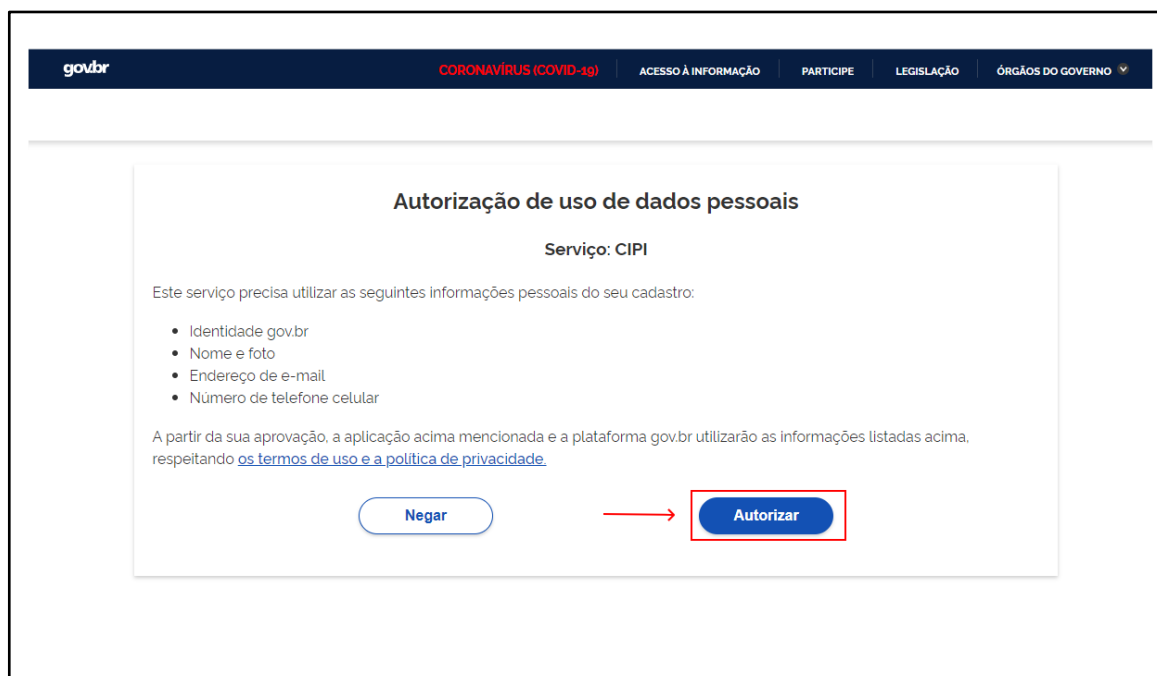 gov.br
CORONAVÍRUS (COVID-19) ACESSO À INFORMAÇÃO PARTICIPE LEGISLAÇÃO ÓRGÃOS DO GOVERNO
Autorização de uso de dados pessoais
Serviço: CIPI
Este serviço precisa utilizar as seguintes informações pessoais do seu cadastro:
• Identidade gov.br
• Nome e foto
• Endereço de e-mail
• Número de telefone celular
A partir da sua aprovação, a aplicação acima mencionada e a plataforma gov.br utilizarão as informações listadas acima,
respeitando os termos de uso e a política de privacidade.
Negar Autorizar